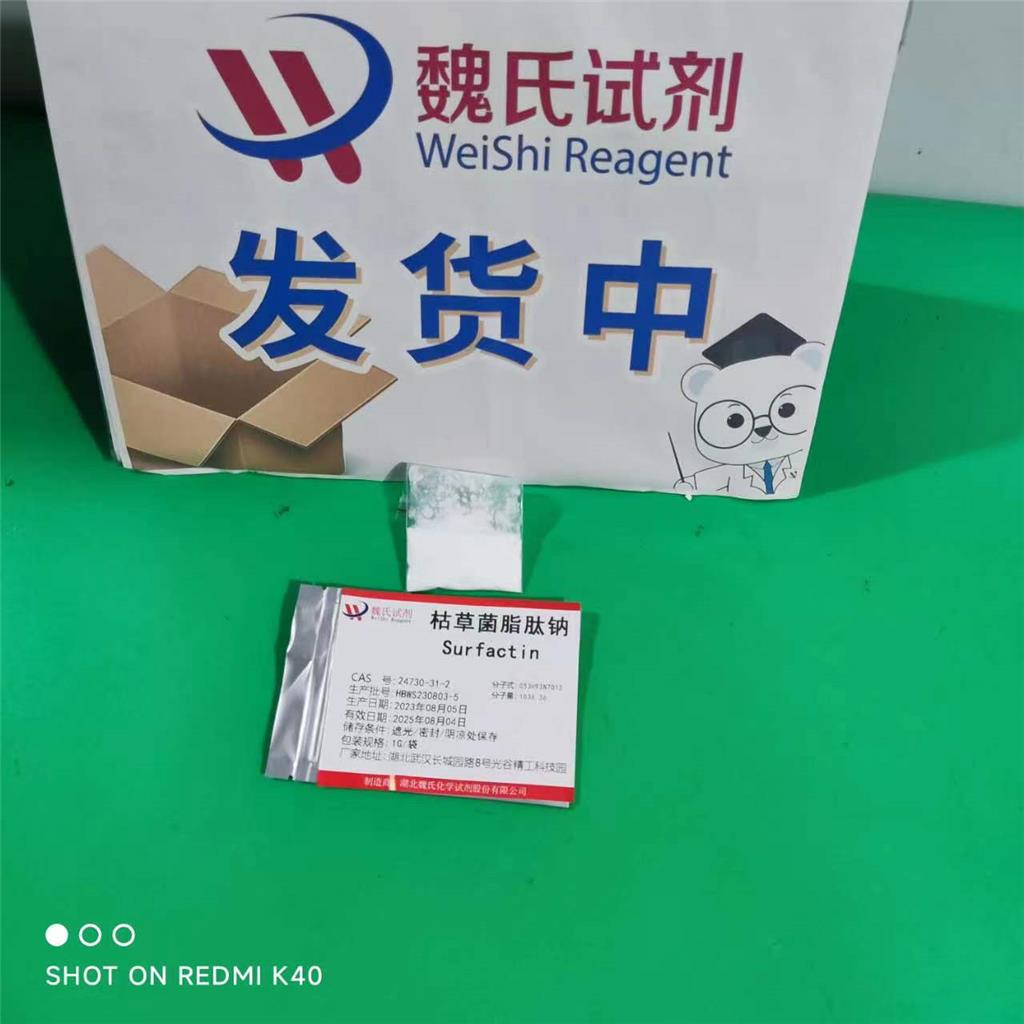 魏氏试剂
WeiShi Reagent
发货中
魏氏试剂
WeiShi Reagent
枯草菌脂肽钠
Surfactin
CAS 号: 24730-31-2
分子式: C53H93N7O13
生产批号: HBWS230803-5
分子量: 1036.36
生产日期: 2023年08月05日
有效日期: 2025年08月04日
储存条件: 遮光/密封/阴凉处保存
包装规格: 1G/袋
厂家地址: 湖北武汉长城园路8号光谷精工科技园
制造商: 湖北魏氏化学试剂股份有限公司
SHOT ON REDMI K40